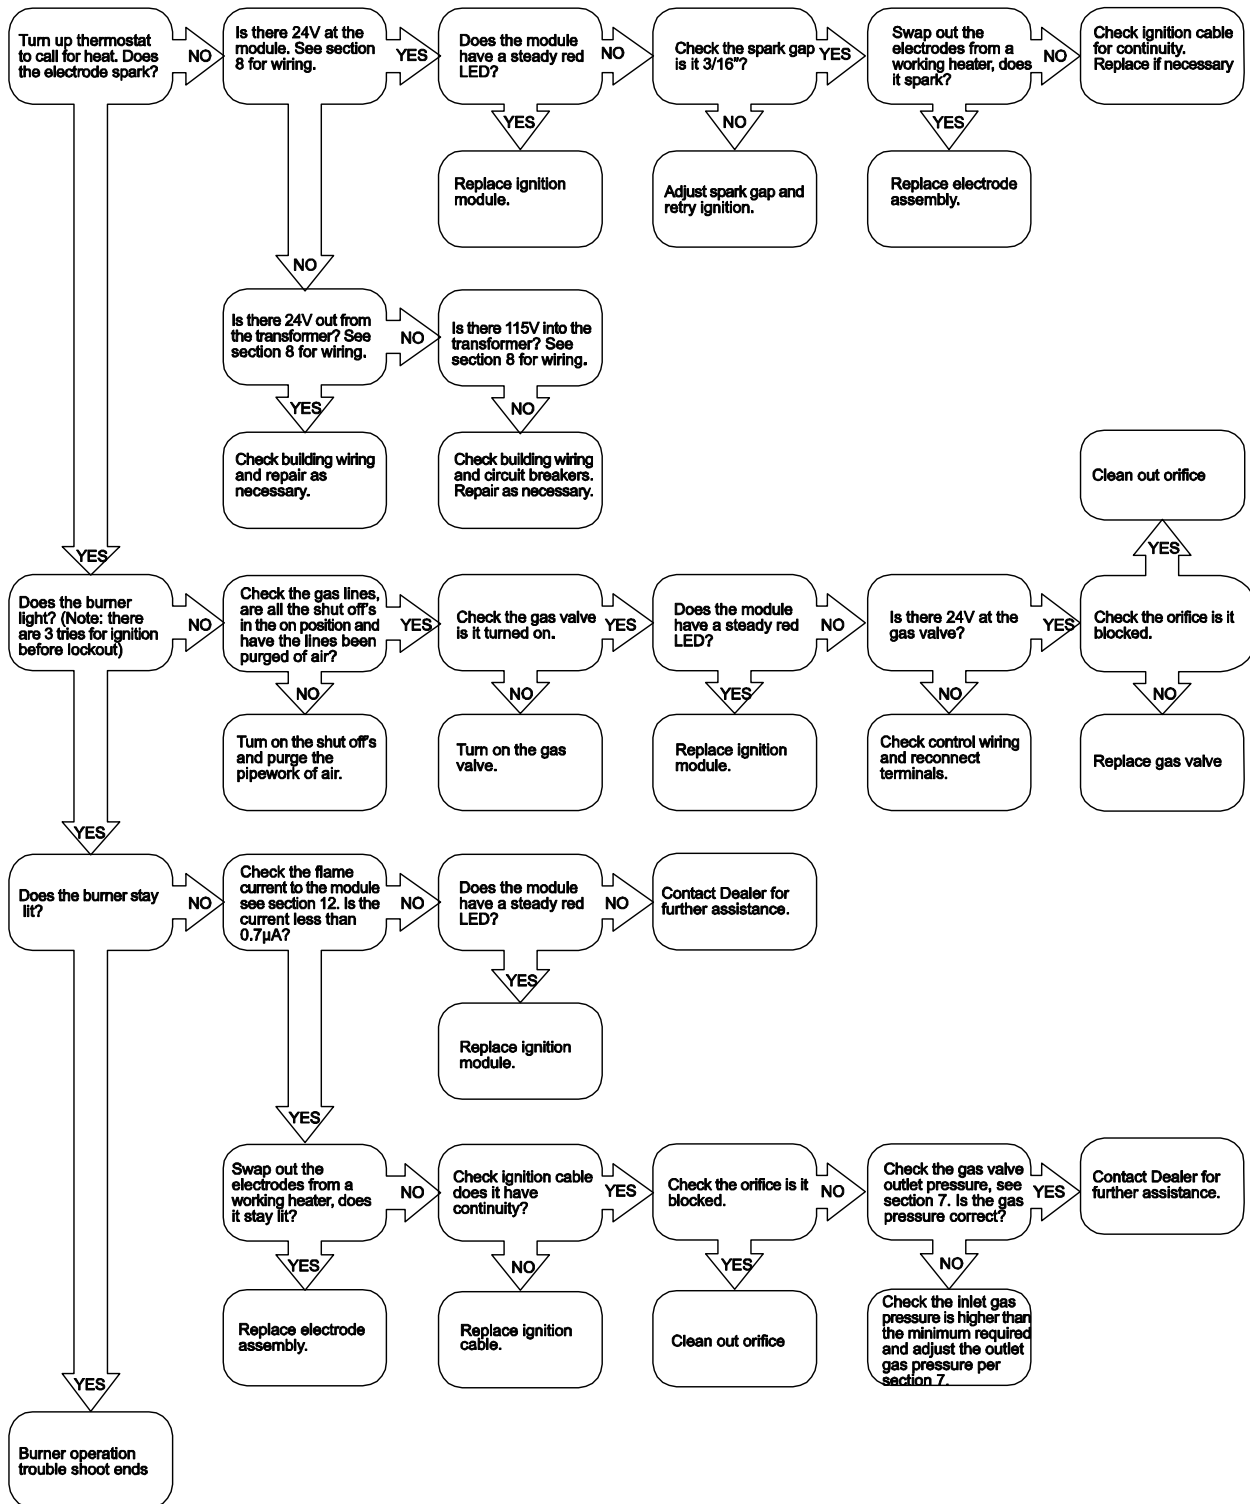 Turn up thermostat
to call for heat. Does
the electrode spark?
NO
Is there 24V at the
module. See section
8 for wiring.
YES
Does the module
have a steady red
LED?
NO
Check the spark gap
is it 3/16"?
YES
Swap out the
electrodes from a
working heater, does
it spark?
NO
Check ignition cable
for continuity.
Replace if necessary
YES
Replace ignition
module.
NO
Adjust spark gap and
retry ignition.
YES
Replace electrode
assembly.
NO
Is there 24V out from
the transformer? See
section 8 for wiring.
NO
Is there 115V into the
transformer? See
section 8 for wiring.
YES
Check building wiring
and repair as
necessary.
NO
Check building wiring
and circuit breakers.
Repair as necessary.
YES
Does the burner
light? (Note: there
are 3 tries for ignition
before lockout)
NO
Check the gas lines,
are all the shut off's
in the on position and
have the lines been
purged of air?
YES
Check the gas valve
is it turned on.
YES
Does the module
have a steady red
LED?
NO
Is there 24V at the
gas valve?
YES
Check the orifice is it
blocked.
YES
Clean out orifice
NO
Turn on the shut off's
and purge the
pipework of air.
NO
Turn on the gas
valve.
YES
Replace ignition
module.
NO
Check control wiring
and reconnect
terminals.
NO
Replace gas valve
YES
Does the burner stay
lit?
NO
Check the flame
current to the module
see section 12. Is the
current less than
0.7µA?
NO
Does the module
have a steady red
LED?
NO
Contact Dealer for
further assistance.
YES
Replace ignition
module.
YES
Swap out the
electrodes from a
working heater, does
it stay lit?
NO
Check ignition cable
does it have
continuity?
YES
Check the orifice is it
blocked.
NO
Check the gas valve
outlet pressure, see
section 7. Is the gas
pressure correct?
YES
Contact Dealer for
further assistance.
YES
Replace electrode
assembly.
NO
Replace ignition
cable.
YES
Clean out orifice
NO
Check the inlet gas
pressure is higher than
the minimum required
and adjust the outlet
gas pressure per
section 7.
YES
Burner operation
trouble shoot ends